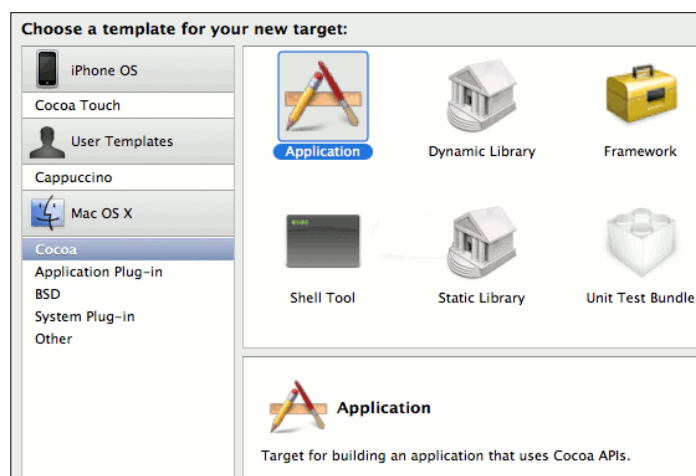 Choose a template for your new target:
iPhone OS
Cocoa Touch
User Templates
Cappuccino
Mac OS X
Cocoa
Application Plug-in
BSD
System Plug-in
Other
Application
Dynamic Library
Framework
Shell Tool
Static Library
Unit Test Bundle
Application
Target for building an application that uses Cocoa APIs.